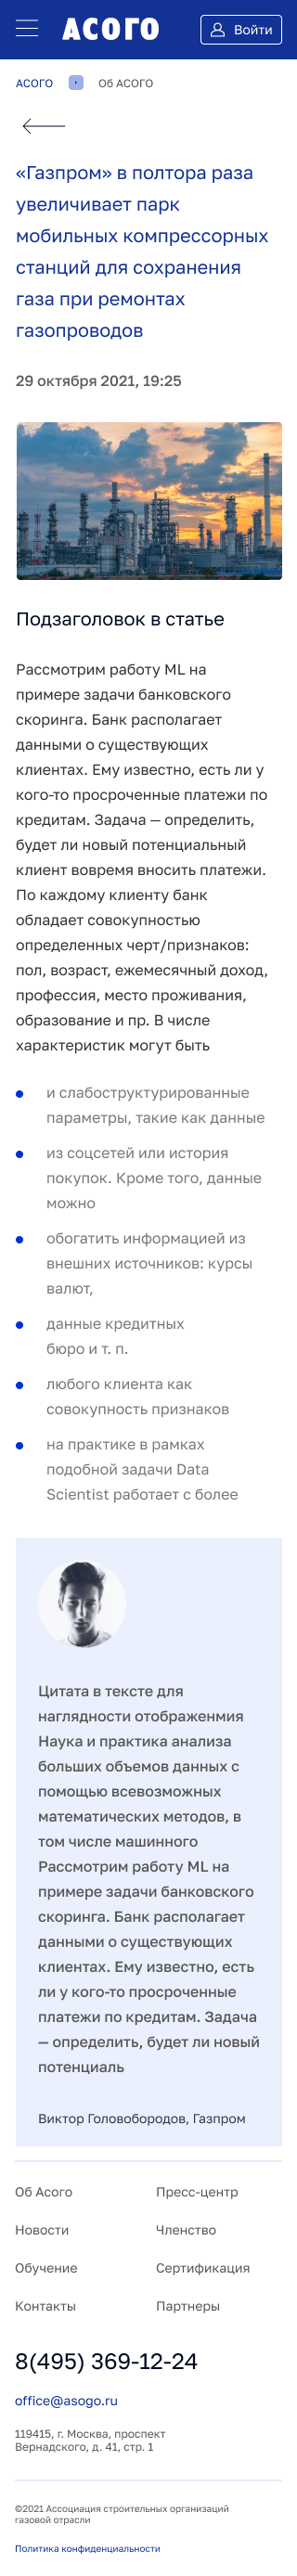 АСОГО
Войти
АСОГО
Об АСОГО
«Газпром» в полтора раза
увеличивает парк
мобильных компрессорных
станций для сохранения
газа при ремонтах
газопроводов
29 октября 2021, 19:25
Подзаголовок в статье
Рассмотрим работу ML на
примере задачи банковского
скоринга. Банк располагает
данными о существующих
клиентах. Ему известно, есть ли у
кого-то просроченные платежи по
кредитам. Задача — определить,
будет ли новый потенциальный
клиент вовремя вносить платежи.
По каждому клиенту банк
обладает совокупностью
определенных черт/признаков:
пол, возраст, ежемесячный доход,
профессия, место проживания,
образование и пр. В числе
характеристик могут быть
и слабоструктурированные
параметры, такие как данные
из соцсетей или история
покупок. Кроме того, данные
можно
обогатить информацией из
внешних источников: курсы
валют,
данные кредитных
бюро и т. п.
любого клиента как
совокупность признаков
на практике в рамках
подобной задачи Data
Scientist работает с более
Цитата в тексте для
наглядности отображенмия
Наука и практика анализа
больших объемов данных с
помощью всевозможных
математических методов, в
том числе машинного
Рассмотрим работу ML на
примере задачи банковского
скоринга. Банк располагает
данными о существующих
клиентах. Ему известно, есть
ли у кого-то просроченные
платежи по кредитам. Задача
— определить, будет ли новый
потенциаль
Виктор Головобородов, Газпром
Об Асого
Пресс-центр
Новости
Членство
Обучение
Сертификация
Контакты
Партнеры
8(495) 369-12-24
office@asogo.ru
119415, г. Москва, проспект
Вернадского, д. 41, стр. 1
©2021 Ассоциация строительных организаций
газовой отрасли
Политика конфиденциальности